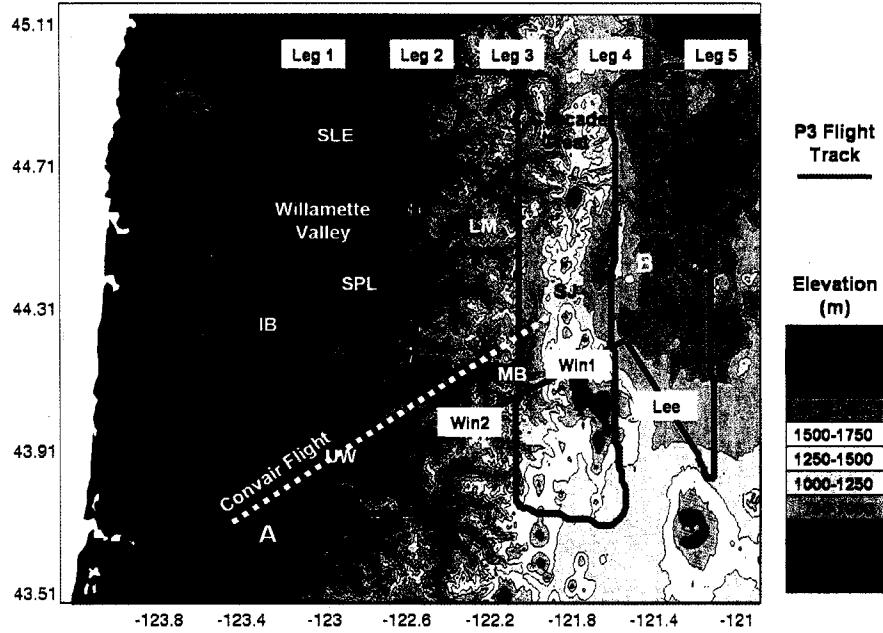 45.11
44.71
44.31
43.91
43.51
-123.8
-123.4
-123
-122.6
-122.2
-121.8
-121.4
-121
Leg 1
Leg 2
Leg 3
Leg 4
Leg 5
SLE
Willamette
Valley
LM
SPL
IB
SJ
B
MB
Win1
Win2
Lee
UW
Convair Flight
A
P3 Flight
Track
Elevation
(m)
1500-1750
1250-1500
1000-1250